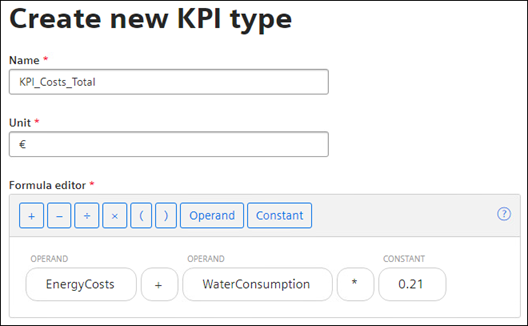 Create new KPI type
Name *
KPI_Costs_Total
Unit *
€
Formula editor *
+ − ÷ × ( ) Operand Constant ?
OPERAND OPERAND CONSTANT
EnergyCosts + WaterConsumption * 0.21